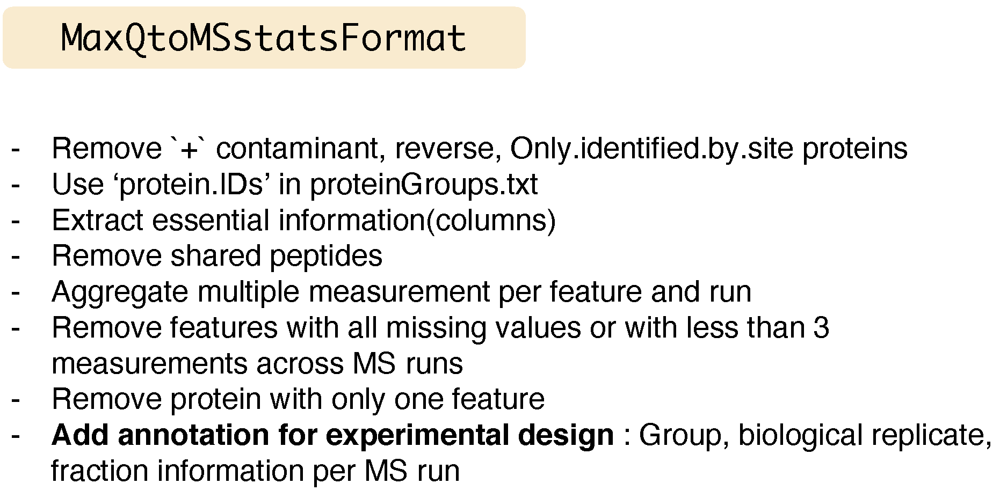 MaxQtoMSstatsFormat
- Remove `+` contaminant, reverse, Only.identified.by.site proteins
- Use ‘protein.IDs’ in proteinGroups.txt
- Extract essential information(columns)
- Remove shared peptides
- Aggregate multiple measurement per feature and run
- Remove features with all missing values or with less than 3
measurements across MS runs
- Remove protein with only one feature
- Add annotation for experimental design : Group, biological replicate,
fraction information per MS run